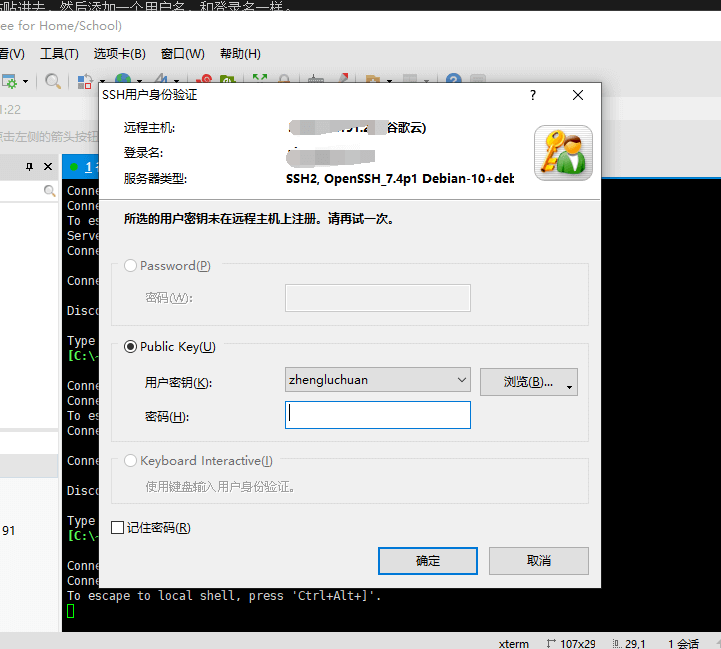 然后添加一个用户名，和登录名一样。
ee for Home/School)
看(V) 工具(T) 选项卡(B) 窗口(W) 帮助(H)
1:22
击左侧的箭头按钮
SSH用户身份验证 ?
远程主机: 谷歌云)
登录名:
服务器类型: SSH2, OpenSSH_7.4p1 Debian-10+deb
所选的用户密钥未在远程主机上注册。请再试一次。
Password(P)
密码(W):
Public Key(U)
用户密钥(K): zhengluchuan 浏览(B)...
密码(H):
Keyboard Interactive(I)
使用键盘输入用户身份验证。
记住密码(R)
确定 取消
1
Conne
Conne
To es
Serve
Conne
Conne
Disco
Type
[C:\~
Conne
Conne
To es
Conne
Conne
Disco
Type
91
[C:\~
Conne
Conne
To escape to local shell, press 'Ctrl+Alt+]'.
xterm 107x29 29,1 1 会话